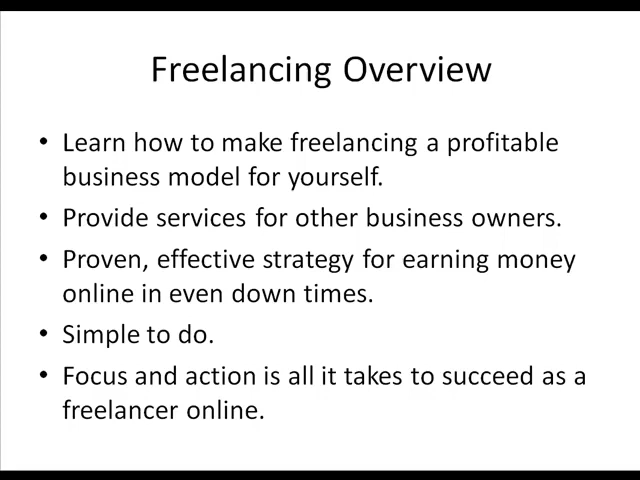 Freelancing Overview
• Learn how to make freelancing a profitable
business model for yourself.
• Provide services for other business owners.
• Proven, effective strategy for earning money
online in even down times.
• Simple to do.
• Focus and action is all it takes to succeed as a
freelancer online.